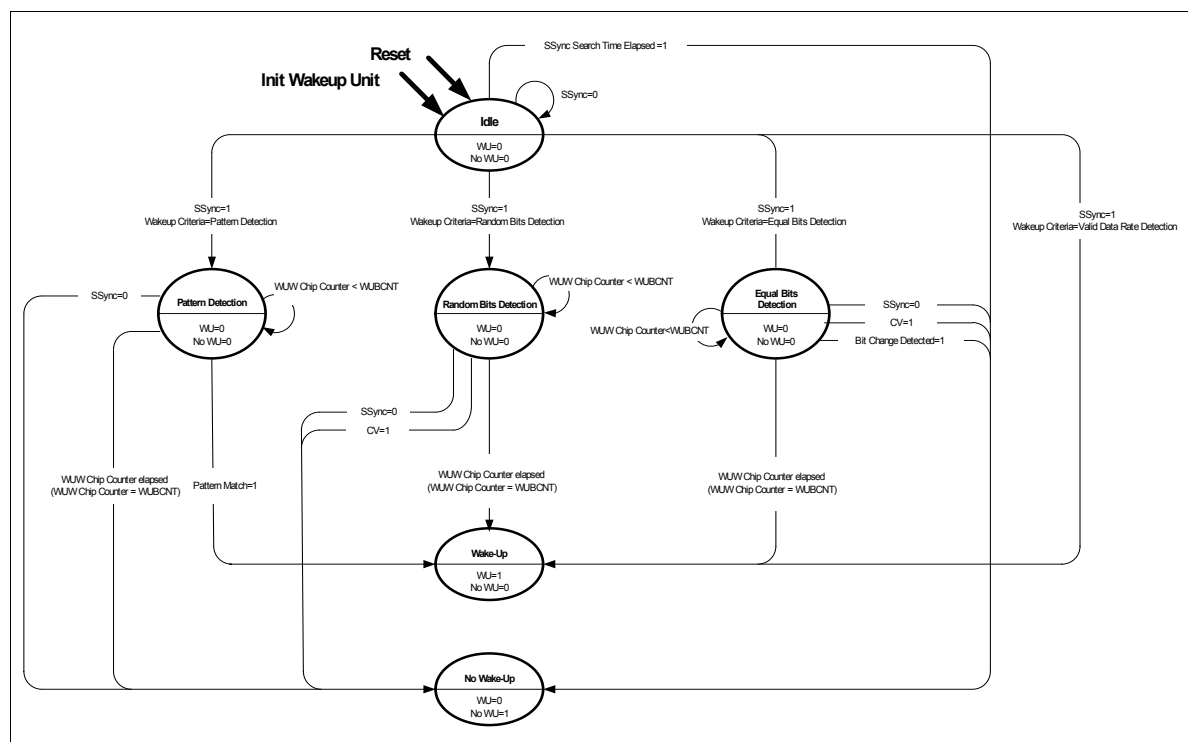 SSync Search Time Elapsed =1
Reset
Init Wakeup Unit
SSync=0
Idle
WU=0
No WU=0
SSync=1
Wakeup Criteria=Pattern Detection
SSync=1
Wakeup Criteria=Random Bits Detection
SSync=1
Wakeup Criteria=Equal Bits Detection
SSync=1
Wakeup Criteria=Valid Data Rate Detection
SSync=0
Pattern Detection
WU=0
No WU=0
WUW Chip Counter < WUBCNT
Random Bits Detection
WU=0
No WU=0
WUW Chip Counter < WUBCNT
Equal Bits
Detection
WU=0
No WU=0
WUW Chip Counter<WUBCNT
SSync=0
CV=1
Bit Change Detected=1
SSync=0
CV=1
WUW Chip Counter elapsed
(WUW Chip Counter = WUBCNT)
Pattern Match=1
WUW Chip Counter elapsed
(WUW Chip Counter = WUBCNT)
WUW Chip Counter elapsed
(WUW Chip Counter = WUBCNT)
Wake-Up
WU=1
No WU=0
No Wake-Up
WU=0
No WU=1